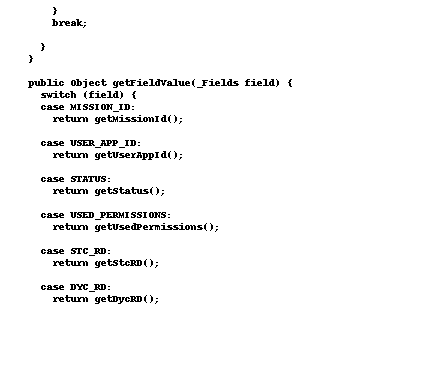 }
break;
}
}
public Object getFieldValue(_Fields field) {
switch (field) {
case MISSION_ID:
return getMissionId();
case USER_APP_ID:
return getUserAppId();
case STATUS:
return getStatus();
case USED_PERMISSIONS:
return getUsedPermissions();
case STC_RD:
return getStcRD();
case DYC_RD:
return getDycRD();